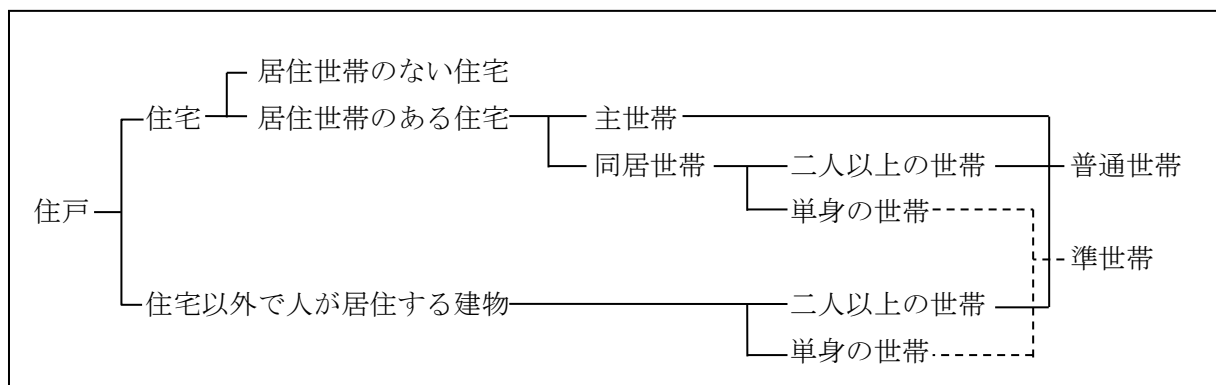 居住世帯のない住宅
住宅 居住世帯のある住宅 主世帯
同居世帯 二人以上の世帯 普通世帯
住戸 単身の世帯
準世帯
住宅以外で人が居住する建物 二人以上の世帯
単身の世帯